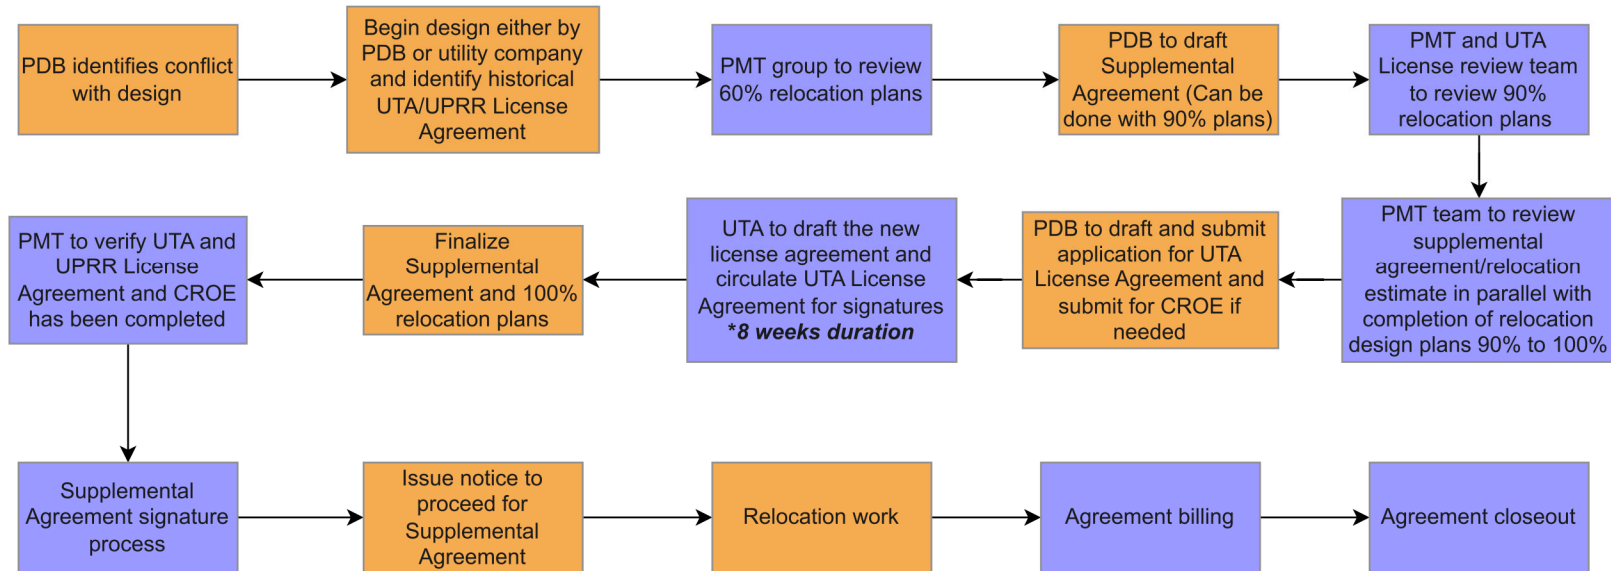 PDB identifies conflict
with design
Begin design either by
PDB or utility company
and identify historical
UTA/UPRR License
Agreement
PMT group to review
60% relocation plans
PDB to draft
Supplemental
Agreement (Can be
done with 90% plans)
PMT and UTA
License review team
to review 90%
relocation plans
PMT team to review
supplemental
agreement/relocation
estimate in parallel with
completion of relocation
design plans 90% to 100%
PDB to draft and submit
application for UTA
License Agreement and
submit for CROE if
needed
UTA to draft the new
license agreement and
circulate UTA License
Agreement for signatures
*8 weeks duration
Finalize
Supplemental
Agreement and 100%
relocation plans
PMT to verify UTA and
UPRR License
Agreement and CROE
has been completed
Supplemental
Agreement signature
process
Issue notice to
proceed for
Supplemental
Agreement
Relocation work
Agreement billing
Agreement closeout